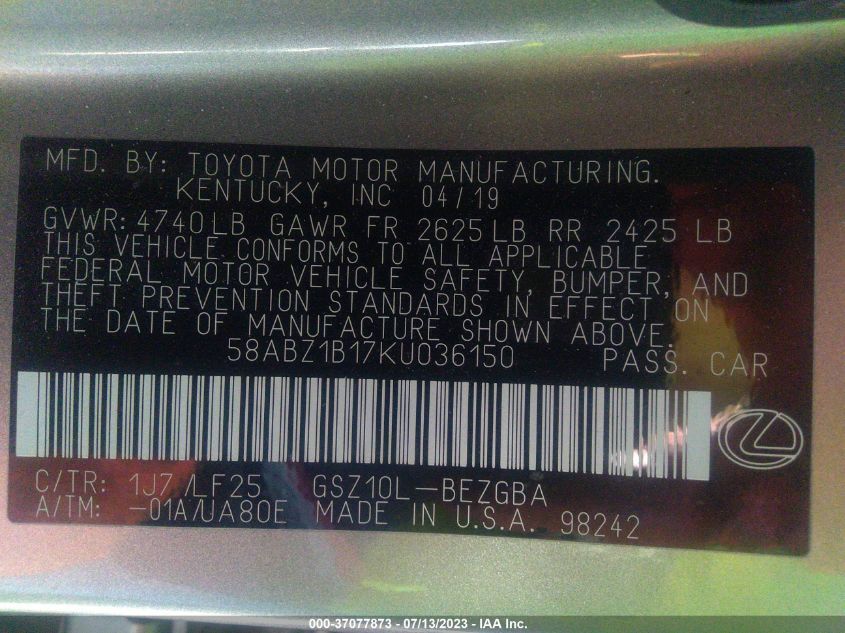 MFD. BY: TOYOTA MOTOR MANUFACTURING.
KENTUCKY, INC 04/19
GVWR: 4740LB GAWR FR 2625LB RR 2425 LB
THIS VEHICLE CONFORMS TO ALL APPLICABLE
FEDERAL MOTOR VEHICLE SAFETY, BUMPER, AND
THEFT PREVENTION STANDARDS IN EFFECT ON
THE DATE OF MANUFACTURE SHOWN ABOVE.
58ABZ1B17KU036150 PASS. CAR
C/TR: 1J7/LF25 GSZ10L-BEZGBA
A/TM: -01A/UA80E MADE IN U.S.A. 98242
000-37077873 - 07/13/2023 - IAA Inc.